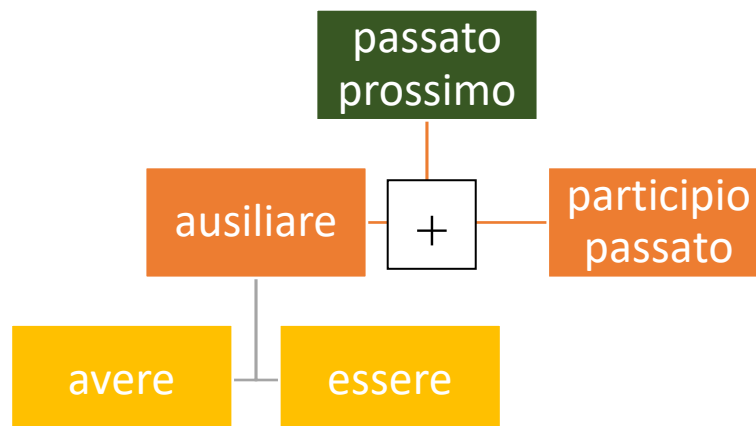 passato
prossimo
ausiliare
+
participio
passato
avere
essere